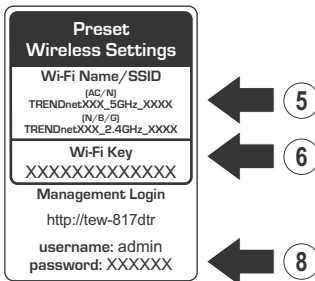 Preset
Wireless Settings
Wi-Fi Name/SSID
(AC/N)
TRENDnetXXX_5GHz_XXXX
(N/B/G)
TRENDnetXXX_2.4GHz_XXXX
5
Wi-Fi Key
XXXXXXXXXXXXX
6
Management Login
http://tew-817dtr
username: admin
password: XXXXXX
8